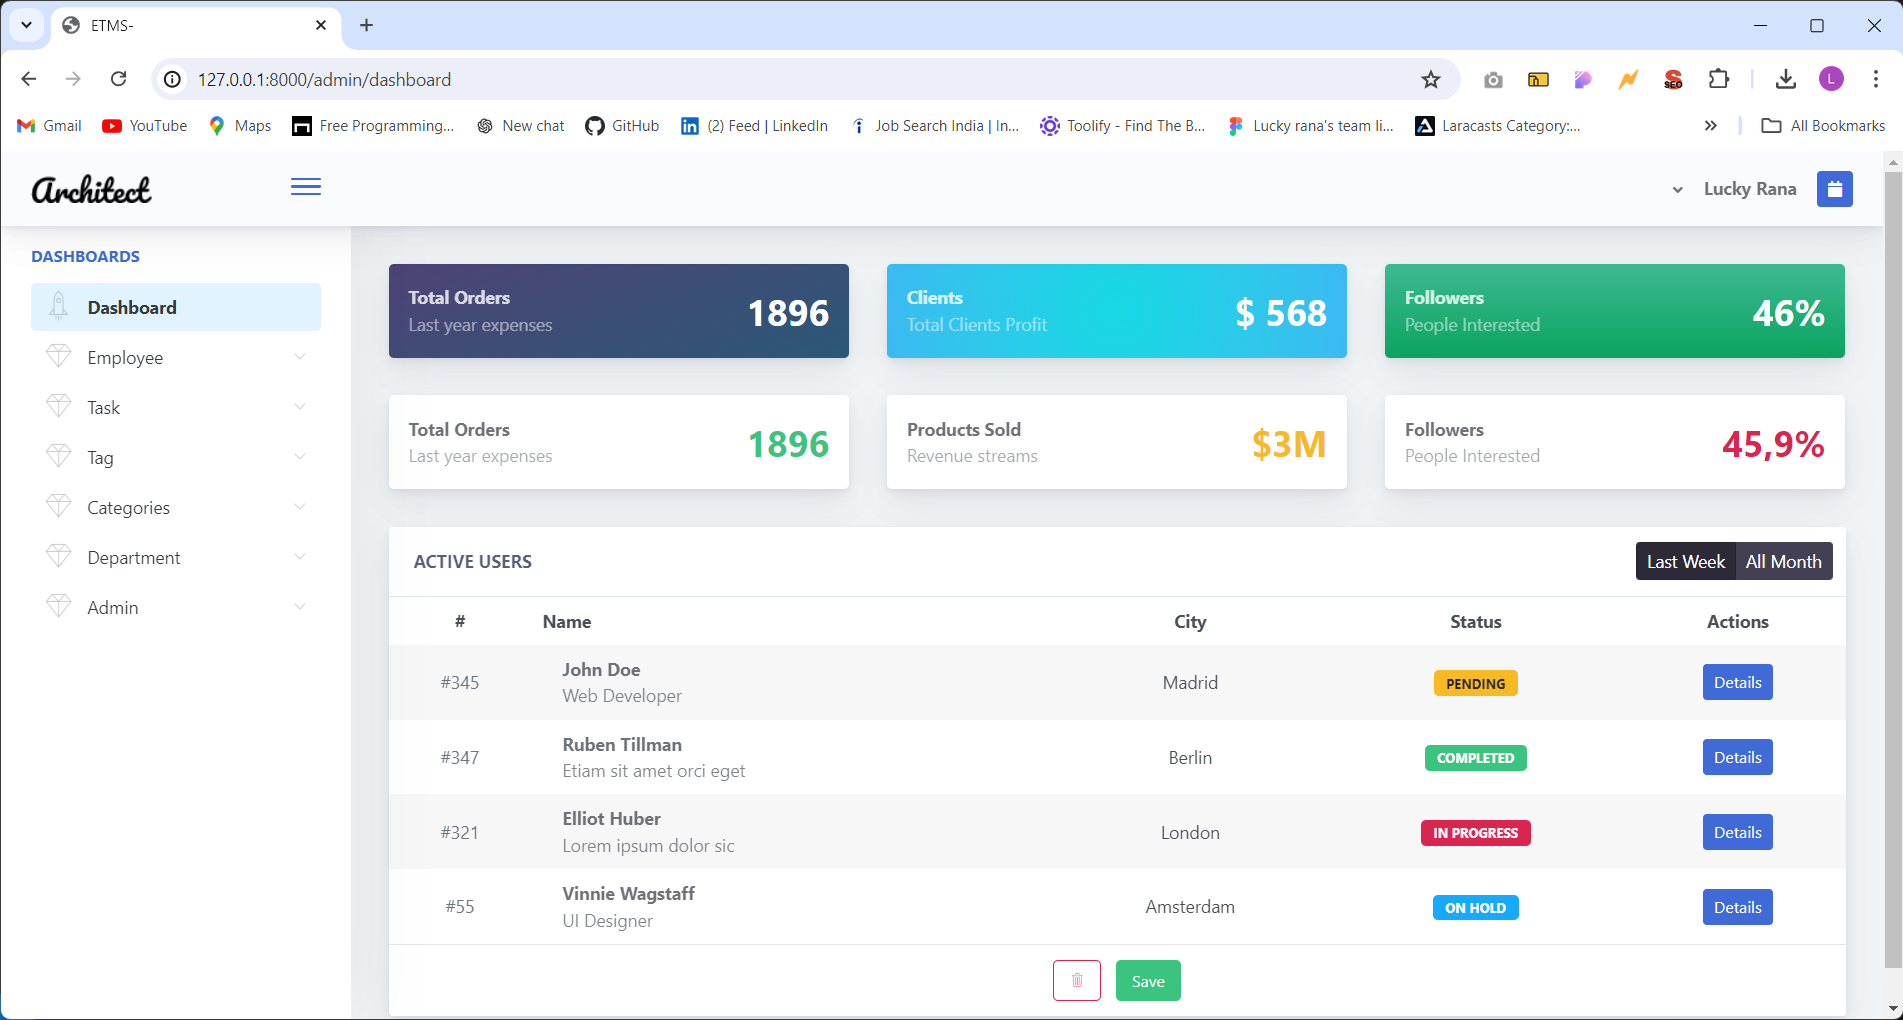 ETMS-
127.0.0.1:8000/admin/dashboard
SEO
L
Gmail
YouTube
Maps
Free Programming...
New chat
GitHub
(2) Feed | LinkedIn
Job Search India | In...
Toolify - Find The B...
Lucky rana's team li...
Laracasts Category:...
All Bookmarks
Architect
Lucky Rana
DASHBOARDS
Dashboard
Employee
Task
Tag
Categories
Department
Admin
Total Orders
Last year expenses
1896
Clients
Total Clients Profit
$ 568
Followers
People Interested
46%
Total Orders
Last year expenses
1896
Products Sold
Revenue streams
$3M
Followers
People Interested
45,9%
ACTIVE USERS
Last Week All Month
# Name City Status Actions
#345 John Doe Madrid PENDING Details
Web Developer
#347 Ruben Tillman Berlin COMPLETED Details
Etiam sit amet orci eget
#321 Elliot Huber London IN PROGRESS Details
Lorem ipsum dolor sic
#55 Vinnie Wagstaff Amsterdam ON HOLD Details
UI Designer
Save